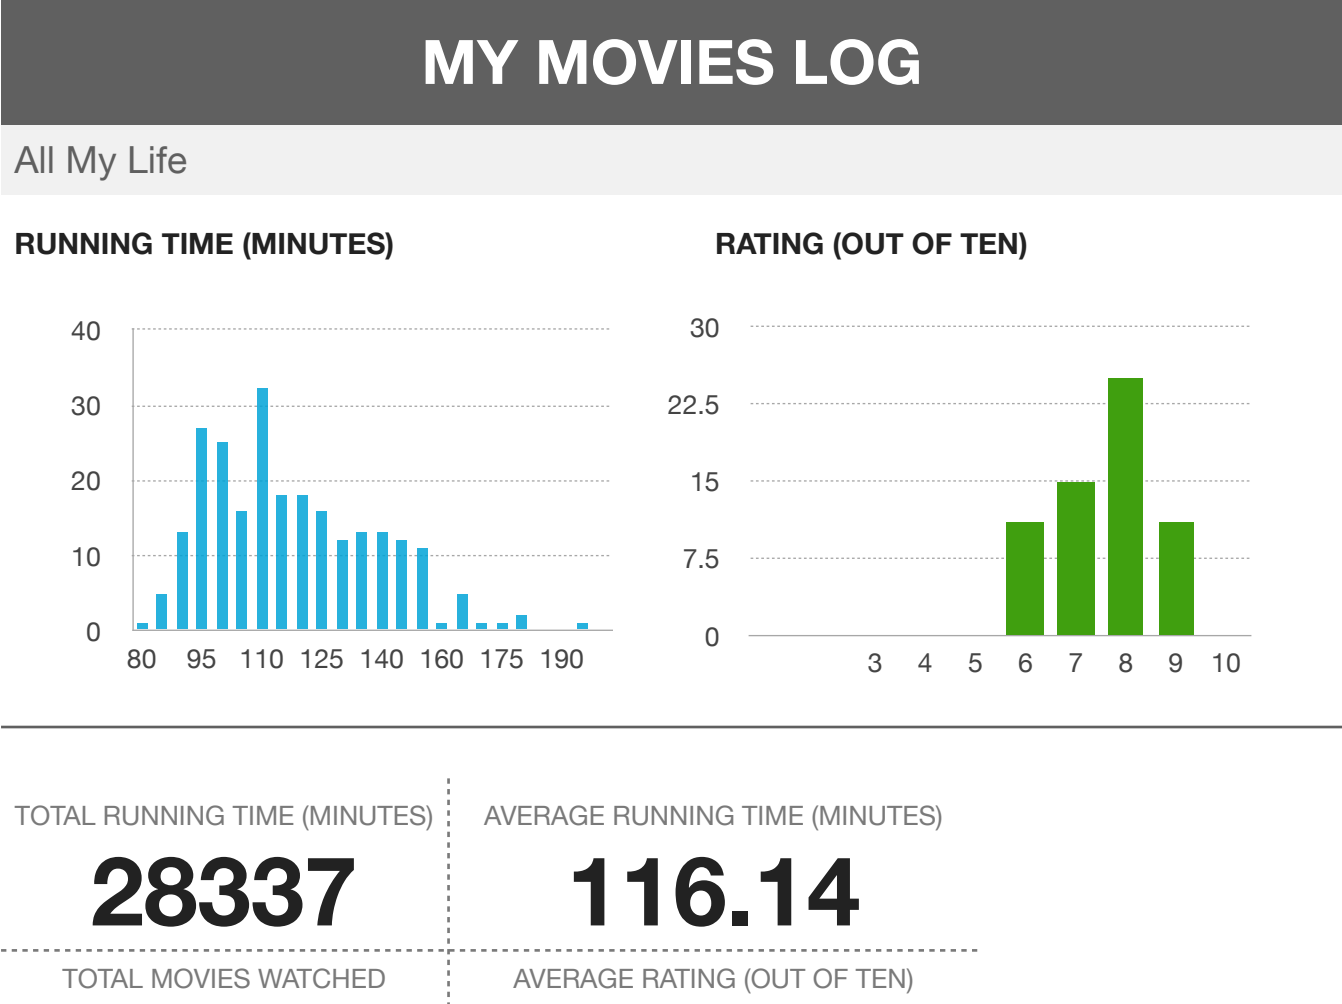 MY MOVIES LOG
All My Life
RUNNING TIME (MINUTES)
40
30
20
10
0
80 95 110 125 140 160 175 190
RATING (OUT OF TEN)
30
22.5
15
7.5
0
3 4 5 6 7 8 9 10
TOTAL RUNNING TIME (MINUTES)
28337
AVERAGE RUNNING TIME (MINUTES)
116.14
TOTAL MOVIES WATCHED
AVERAGE RATING (OUT OF TEN)